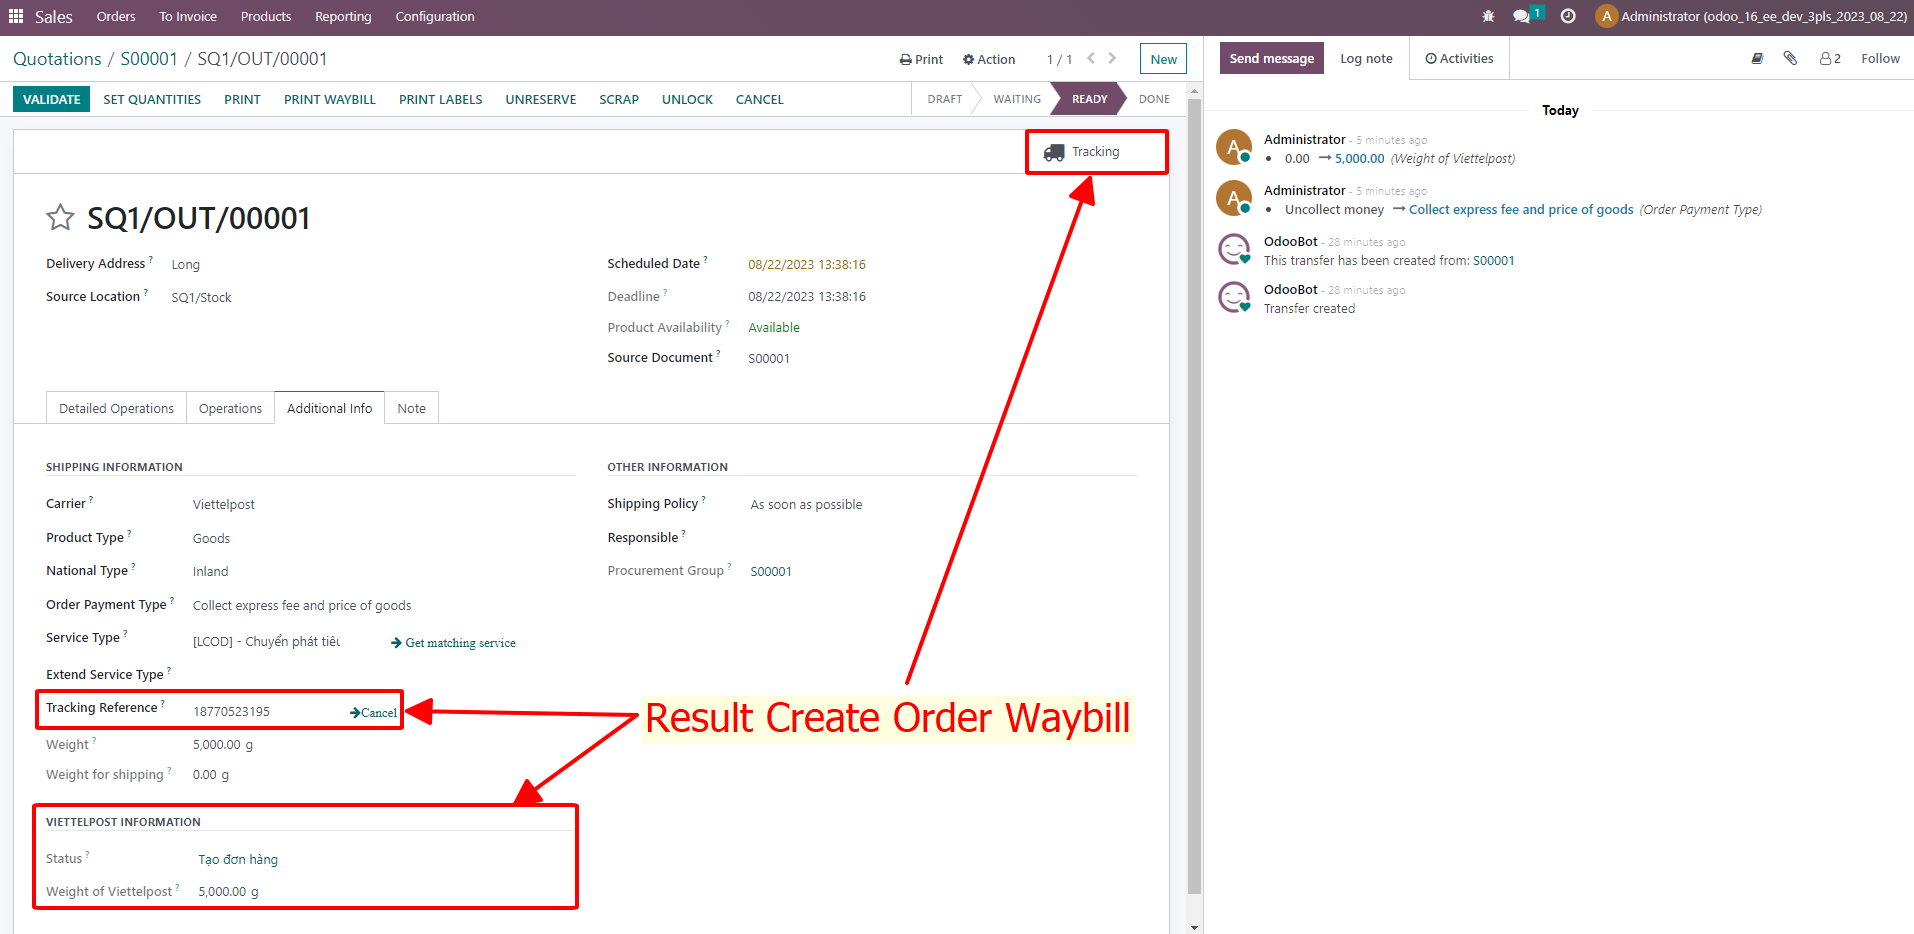 Sales Orders To Invoice Products Reporting Configuration 1 A Administrator (odoo_16_ee_dev_3pls_2023_08_22)
Quotations / S00001 / SQ1/OUT/00001 Print Action 1 / 1 New
VALIDATE SET QUANTITIES PRINT PRINT WAYBILL PRINT LABELS UNRESERVE SCRAP UNLOCK CANCEL DRAFT WAITING READY DONE
Tracking
SQ1/OUT/00001
Delivery Address ? Long
Source Location ? SQ1/Stock
Scheduled Date ? 08/22/2023 13:38:16
Deadline ? 08/22/2023 13:38:16
Product Availability ? Available
Source Document ? S00001
Detailed Operations Operations Additional Info Note
SHIPPING INFORMATION
Carrier ? Viettelpost
Product Type ? Goods
National Type ? Inland
Order Payment Type ? Collect express fee and price of goods
Service Type ? [LCOD] - Chuyển phát tiêu Get matching service
Extend Service Type ?
Tracking Reference ? 18770523195 Cancel
Weight ? 5,000.00 g
Weight for shipping ? 0.00 g
OTHER INFORMATION
Shipping Policy ? As soon as possible
Responsible ?
Procurement Group ? S00001
Result Create Order Waybill
VIETTELPOST INFORMATION
Status ? Tạo đơn hàng
Weight of Viettelpost ? 5,000.00 g
Send message Log note Activities 2 Follow
Today
A Administrator - 5 minutes ago
• 0.00 → 5,000.00 (Weight of Viettelpost)
A Administrator - 5 minutes ago
• Uncollect money → Collect express fee and price of goods (Order Payment Type)
OdooBot - 28 minutes ago
This transfer has been created from: S00001
OdooBot - 28 minutes ago
Transfer created